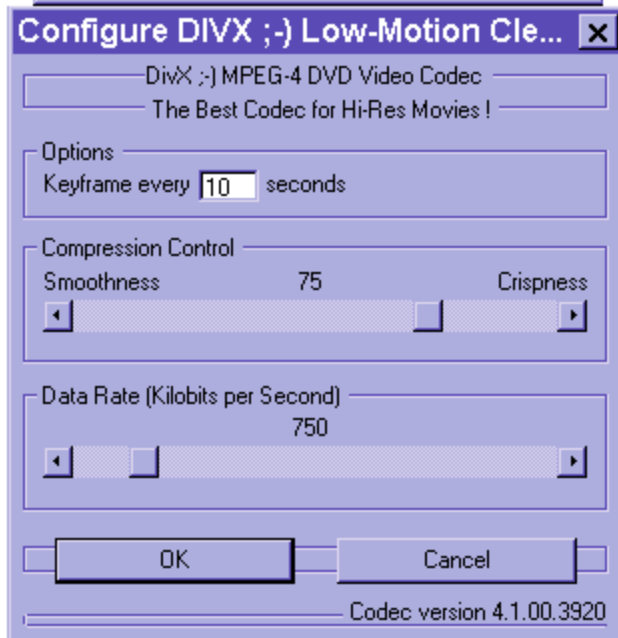 Configure DIVX ;-) Low-Motion Cle...
DivX ;-) MPEG-4 DVD Video Codec
The Best Codec for Hi-Res Movies !
Options
Keyframe every 10 seconds
Compression Control
Smoothness 75 Crispness
Data Rate (Kilobits per Second)
750
OK Cancel
Codec version 4.1.00.3920